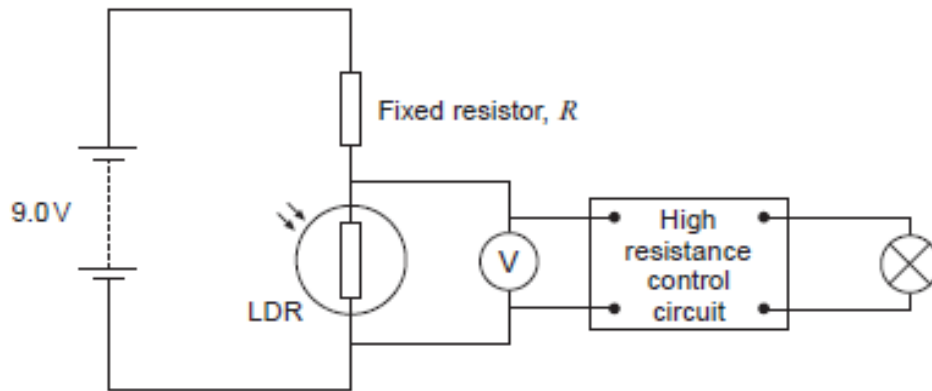 Fixed resistor, R
9.0 V
LDR
V
High
resistance
control
circuit